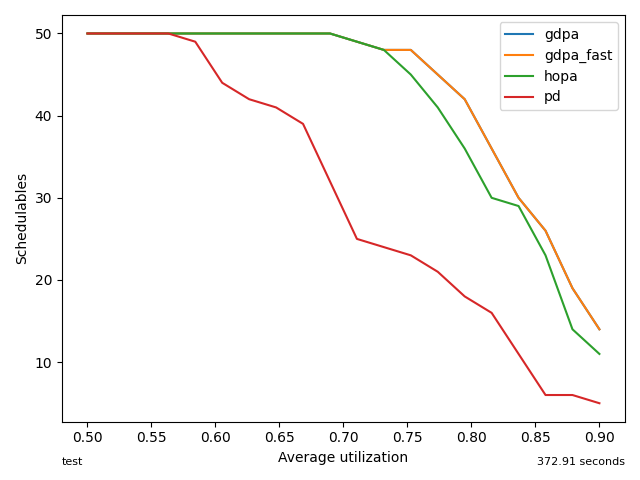 50
40
30
20
10
Schedulables
gdpa
gdpa_fast
hopa
pd
0.50 0.55 0.60 0.65 0.70 0.75 0.80 0.85 0.90
Average utilization
test
372.91 seconds